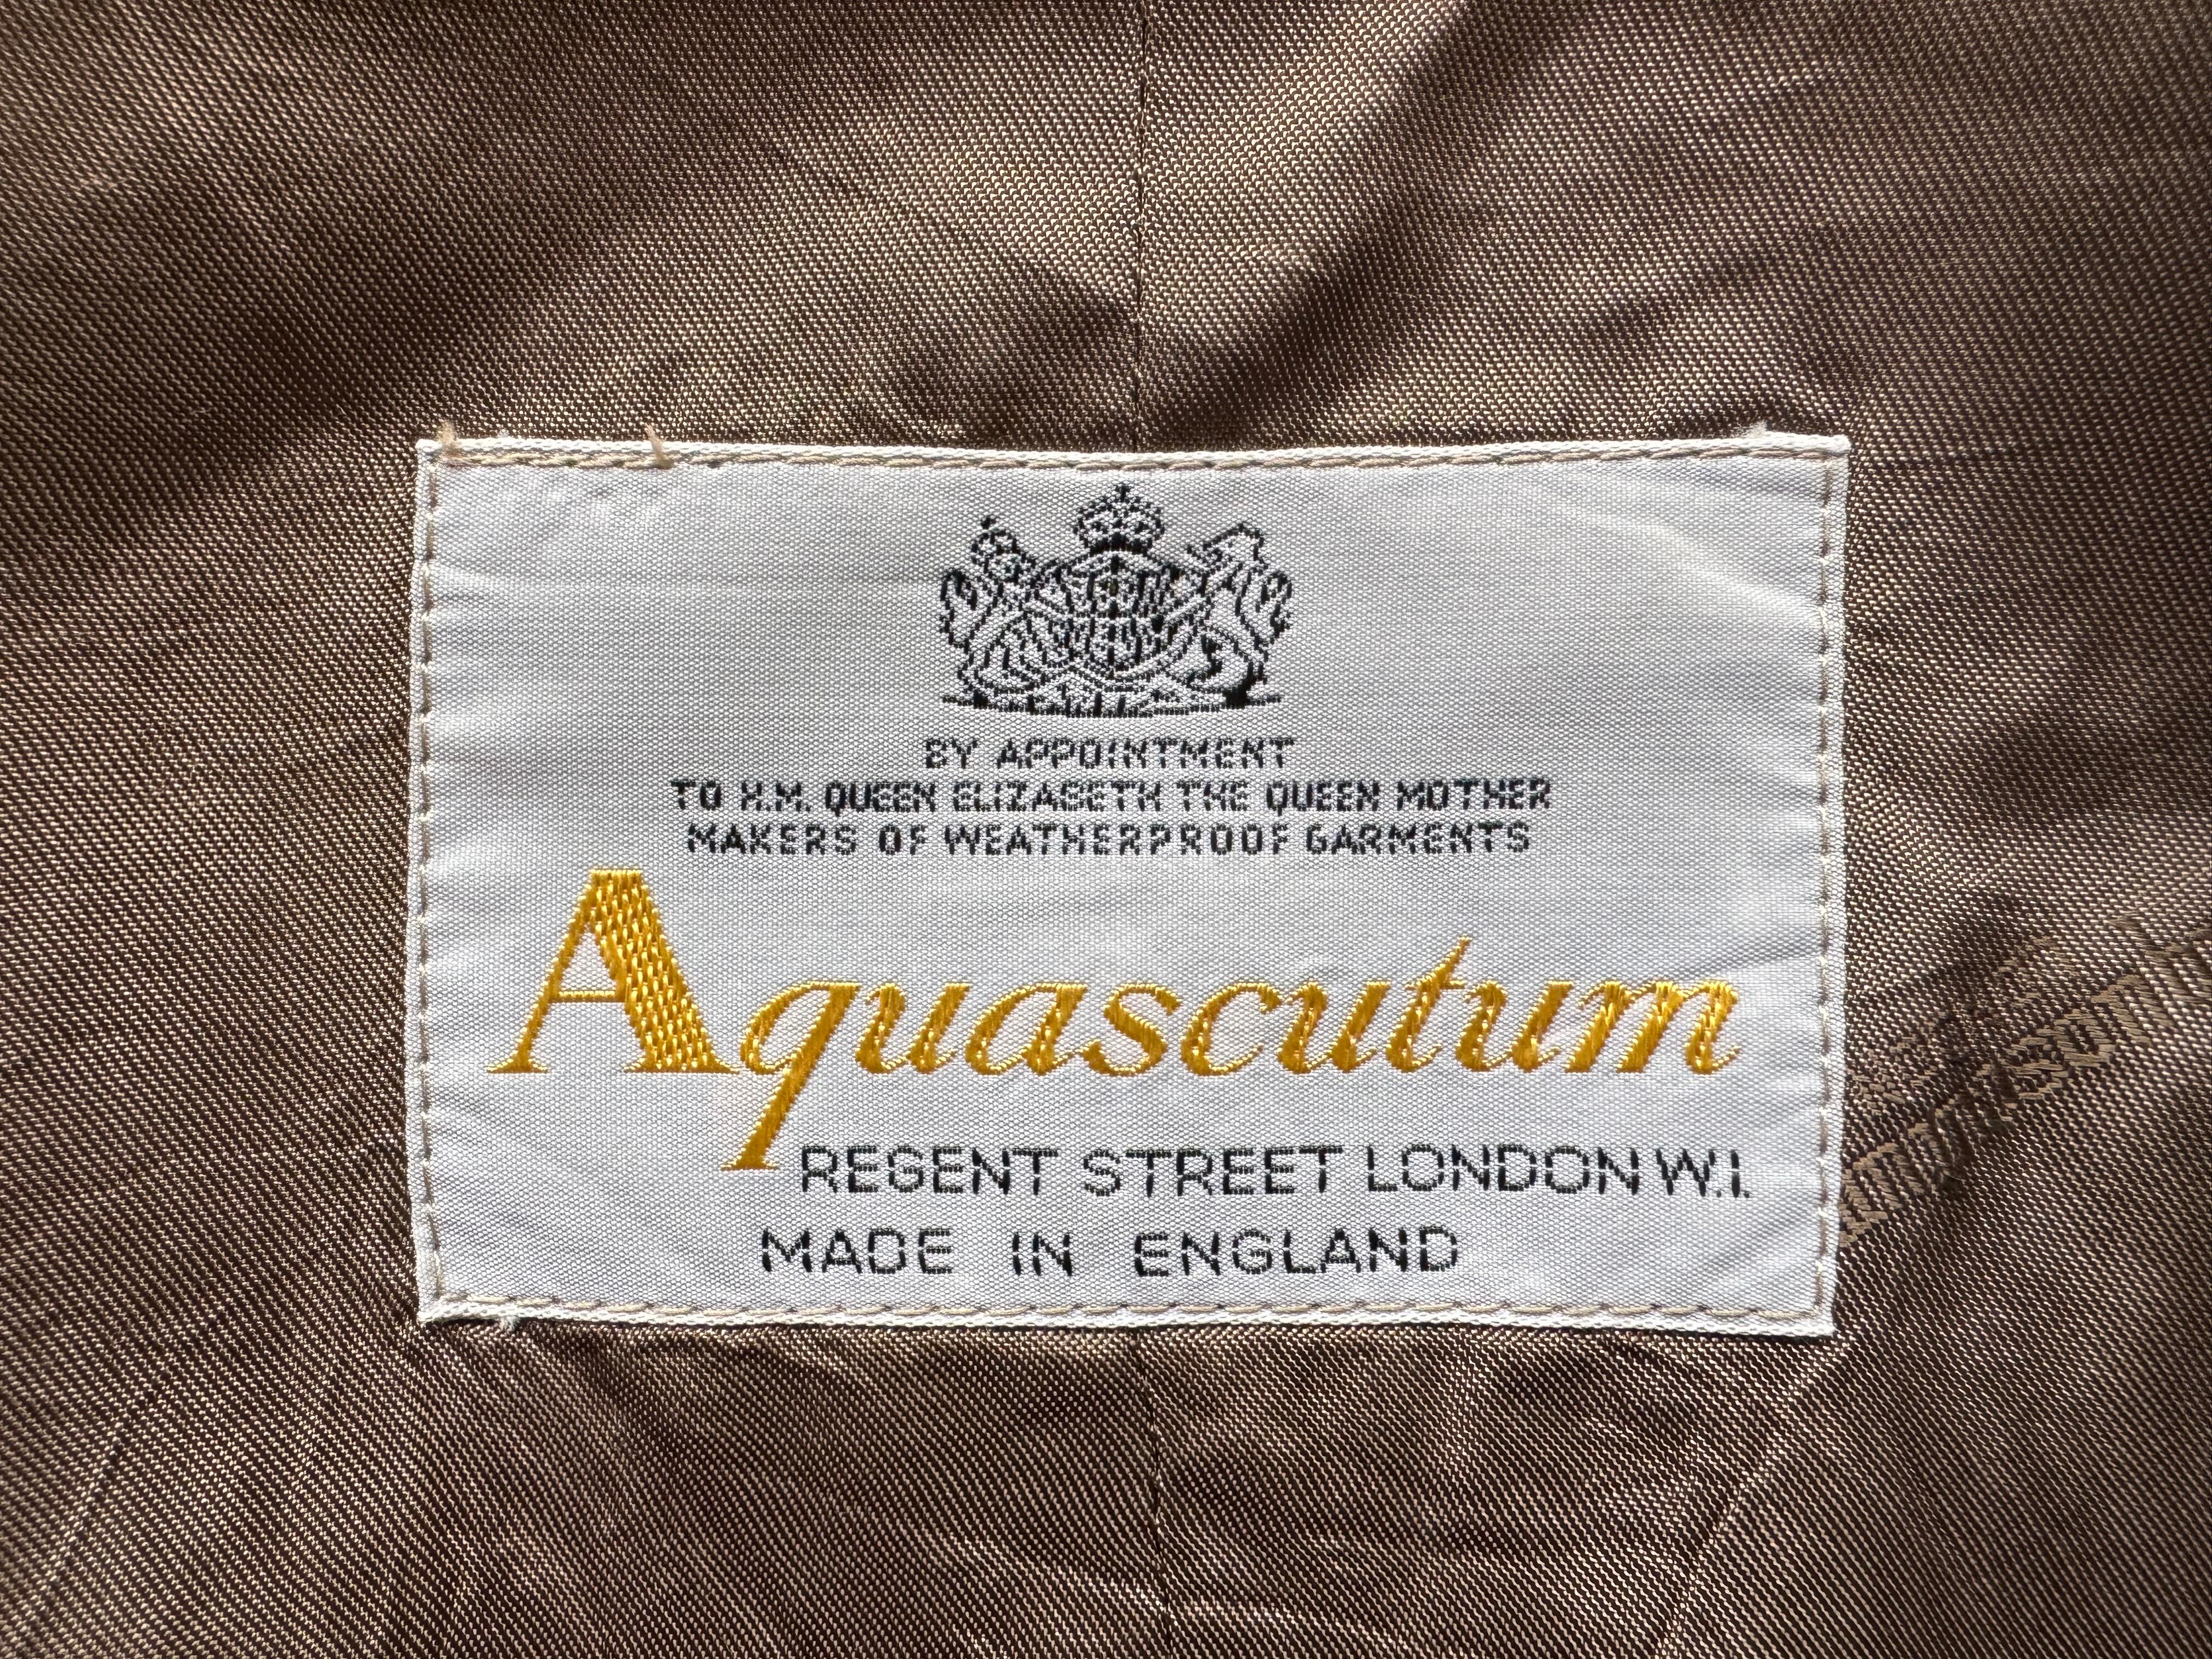 BY APPOINTMENT
TO H.M. QUEEN ELIZABETH THE QUEEN MOTHER
MAKERS OF WEATHERPROOF GARMENTS
Aquascutum
REGENT STREET LONDON W.I.
MADE IN ENGLAND